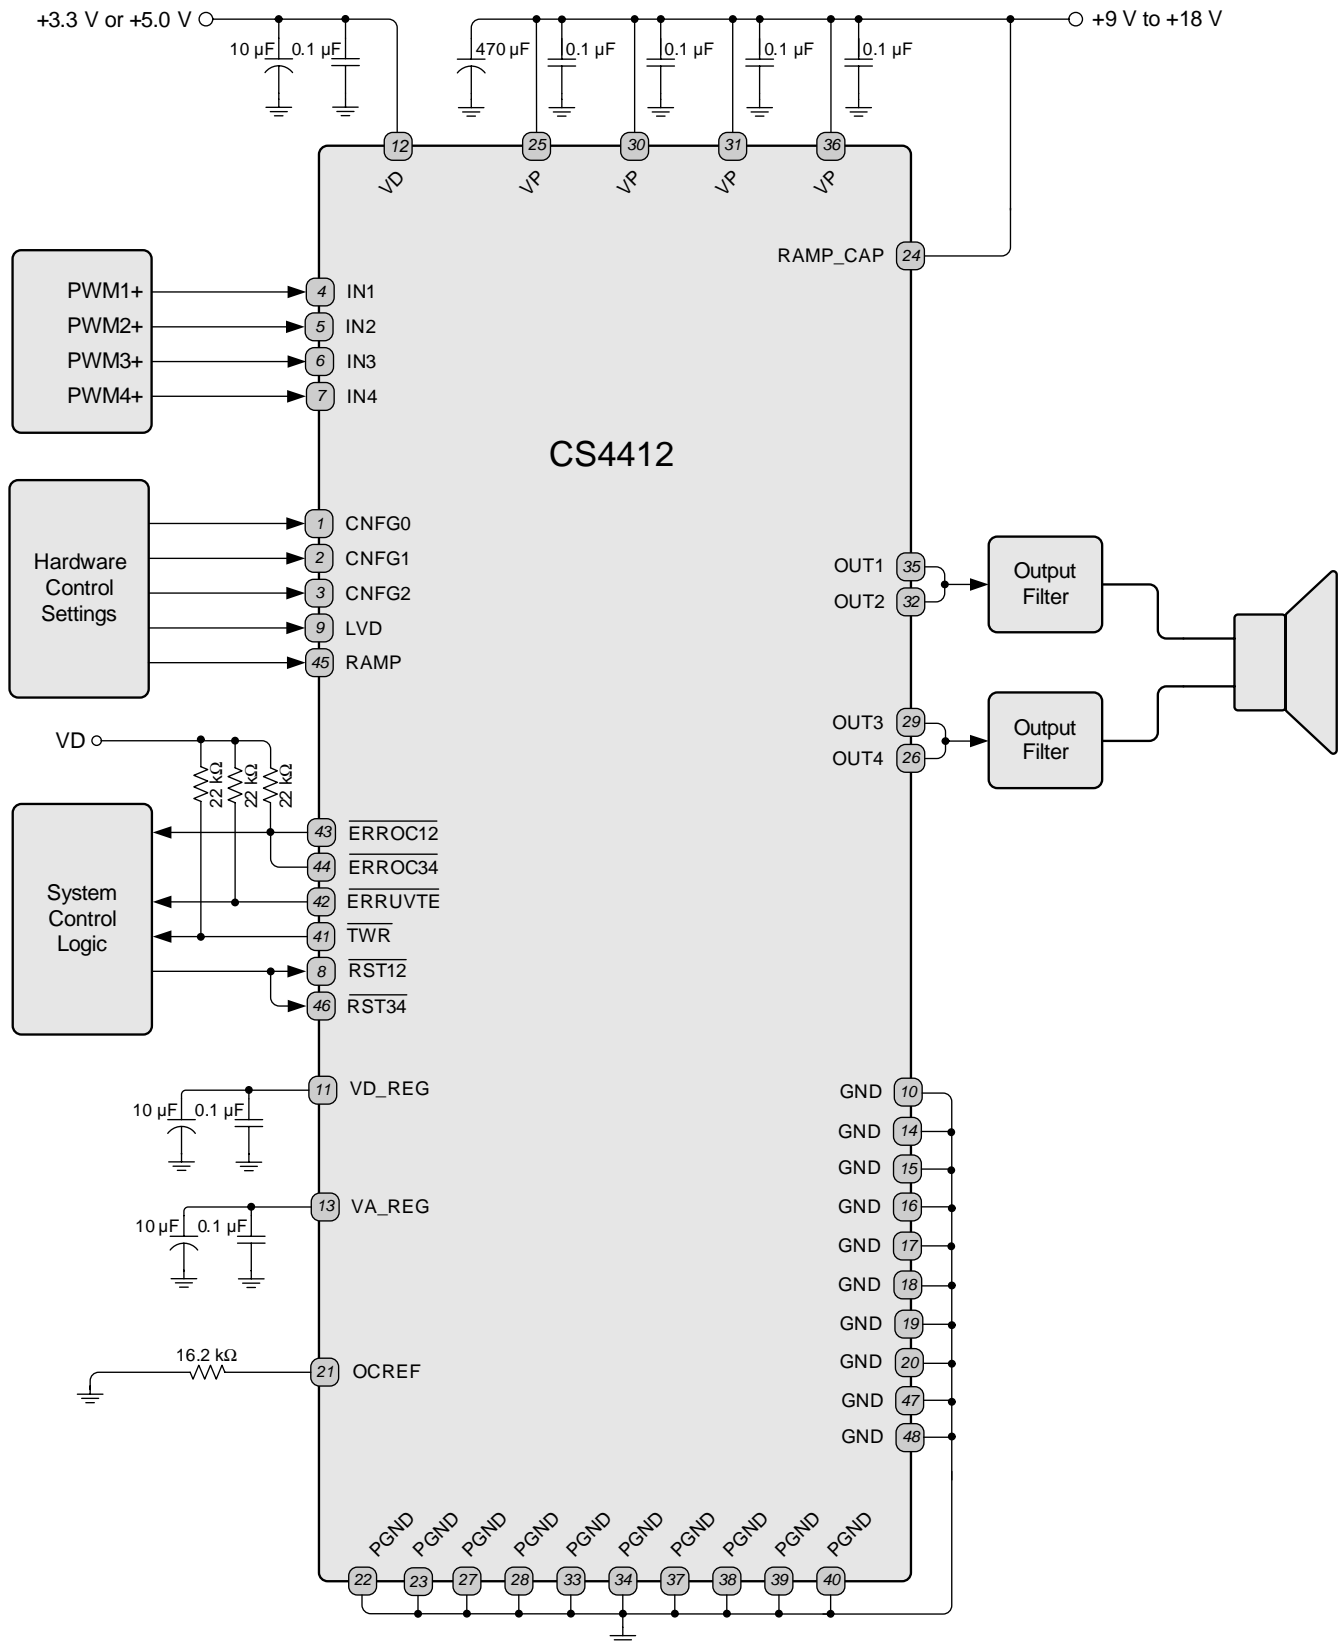 +3.3 V or +5.0 V
+9 V to +18 V
10 µF
0.1 µF
470 µF
0.1 µF
0.1 µF
0.1 µF
0.1 µF
12
25
30
31
36
VD
VP
VP
VP
VP
RAMP_CAP
24
PWM1+
4
IN1
PWM2+
5
IN2
PWM3+
6
IN3
PWM4+
7
IN4
CS4412
Hardware
Control
Settings
1
CNFG0
2
CNFG1
3
CNFG2
9
LVD
45
RAMP
OUT1
35
OUT2
32
Output
Filter
OUT3
29
OUT4
26
Output
Filter
VD
22 kΩ
22 kΩ
22 kΩ
System
Control
Logic
43
ERROC12
44
ERROC34
42
ERRUVTE
41
TWR
8
RST12
46
RST34
11
VD_REG
10 µF
0.1 µF
13
VA_REG
10 µF
0.1 µF
16.2 kΩ
21
OCREF
GND
10
GND
14
GND
15
GND
16
GND
17
GND
18
GND
19
GND
20
GND
47
GND
48
PGND
PGND
PGND
PGND
PGND
PGND
PGND
PGND
PGND
PGND
22
23
27
28
33
34
37
38
39
40